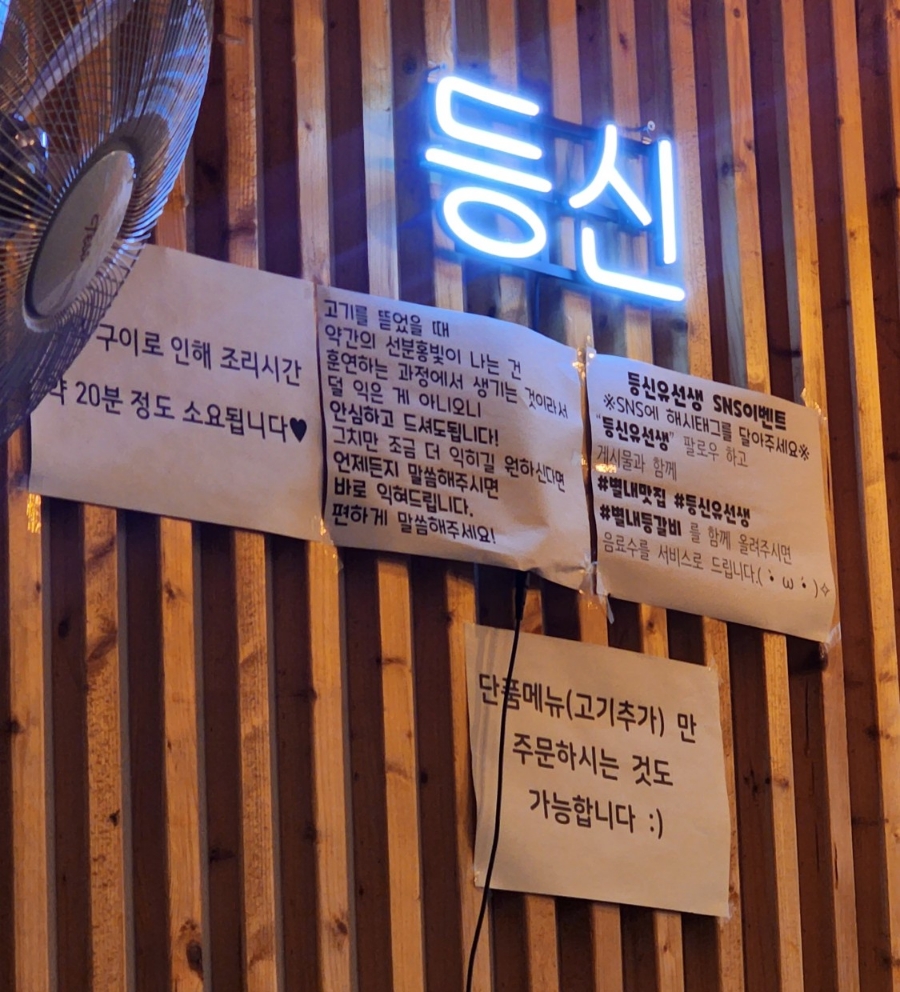 등신
구이로 인해 조리시간
약 20분 정도 소요됩니다♥
고기를 뜯었을 때
약간의 선분홍빛이 나는 건
훈연하는 과정에서 생기는 것이라서
덜 익은 게 아니오니
안심하고 드셔도됩니다!
그치만 조금 더 익히길 원하신다면
언제든지 말씀해주시면
바로 익혀드립니다.
편하게 말씀해주세요!
등신유선생 SNS이벤트
※SNS에 해시태그를 달아주세요※
"등신유선생" 팔로우 하고
게시물과 함께
#별내맛집 #등신유선생
#별내등갈비 를 함께 올려주시면
음료수를 서비스로 드립니다.( •̀ ω •́ )✧
단품메뉴(고기추가) 만
주문하시는 것도
가능합니다 :)